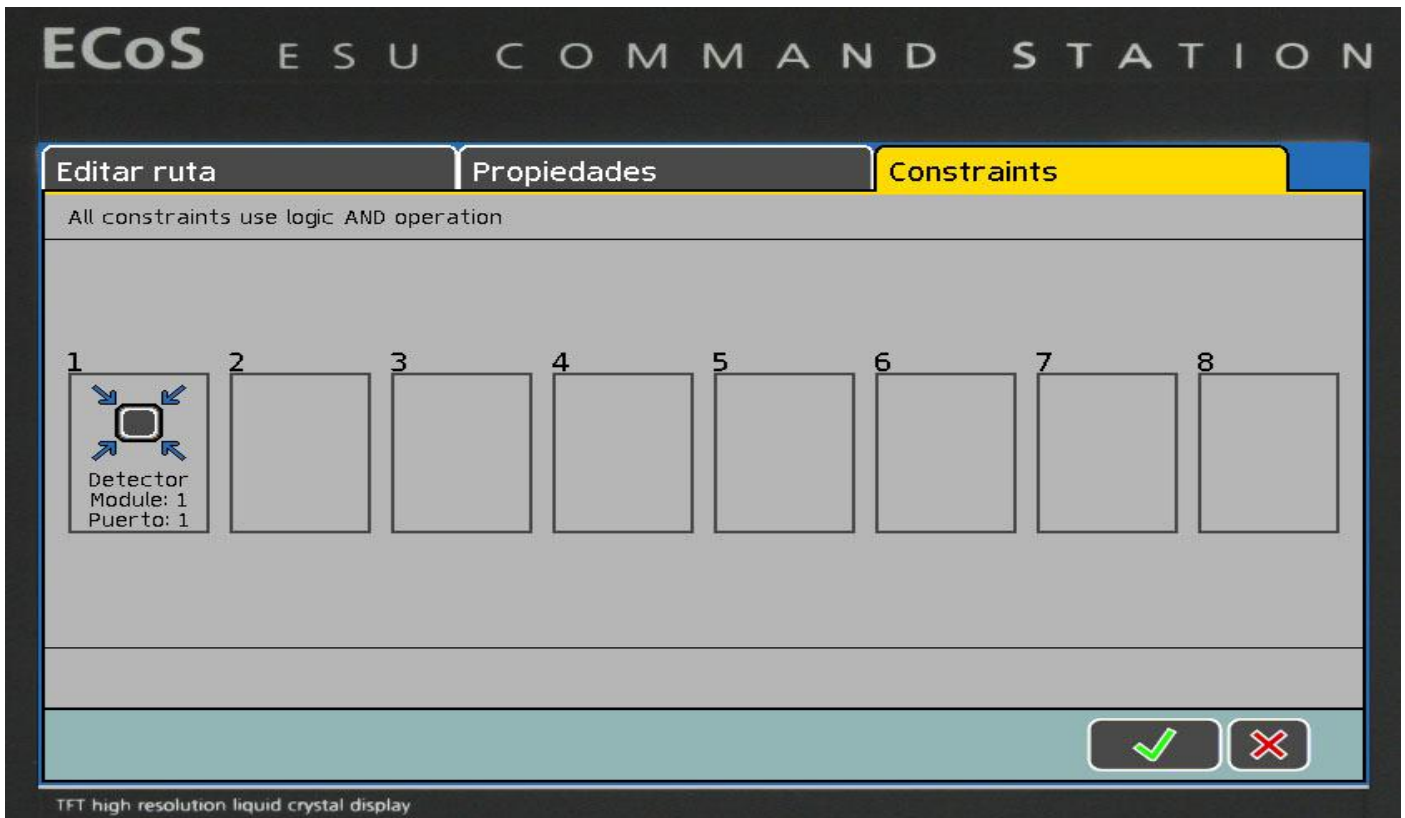 ECoS ESU COMMAND STATION
Editar ruta Propiedades Constraints
All constraints use logic AND operation
1 2 3 4 5 6 7 8
Detector
Module: 1
Puerto: 1
TFT high resolution liquid crystal display